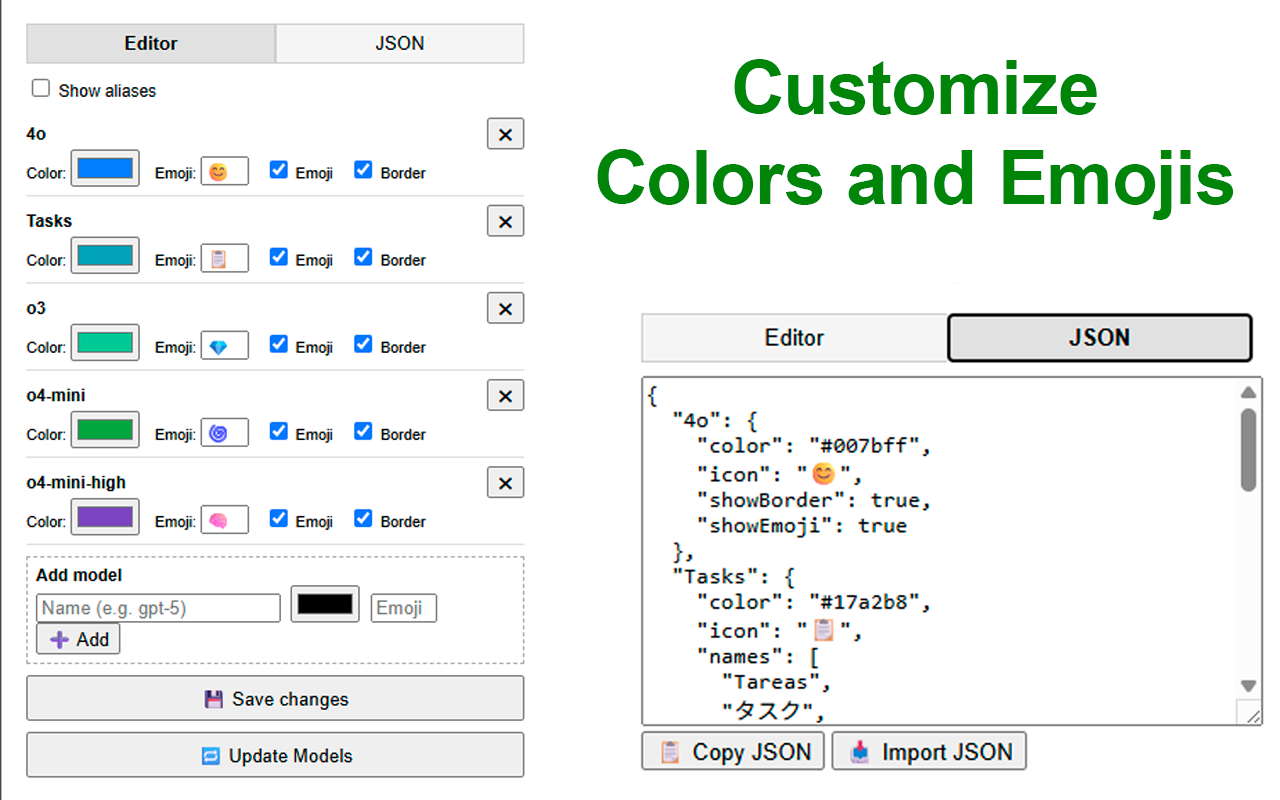 Editor JSON
Show aliases
4o ✕
Color: Emoji: 😊 Emoji Border
Tasks ✕
Color: Emoji: 📋 Emoji Border
o3 ✕
Color: Emoji: 💎 Emoji Border
o4-mini ✕
Color: Emoji: 🌀 Emoji Border
o4-mini-high ✕
Color: Emoji: 🧠 Emoji Border
Add model
Name (e.g. gpt-5) Emoji
➕ Add
💾 Save changes
🔁 Update Models
Customize
Colors and Emojis
Editor JSON
{
  "4o": {
    "color": "#007bff",
    "icon": "😊",
    "showBorder": true,
    "showEmoji": true
  },
  "Tasks": {
    "color": "#17a2b8",
    "icon": "📋",
    "names": [
      "Tareas",
      "タスク",
📋 Copy JSON 📥 Import JSON